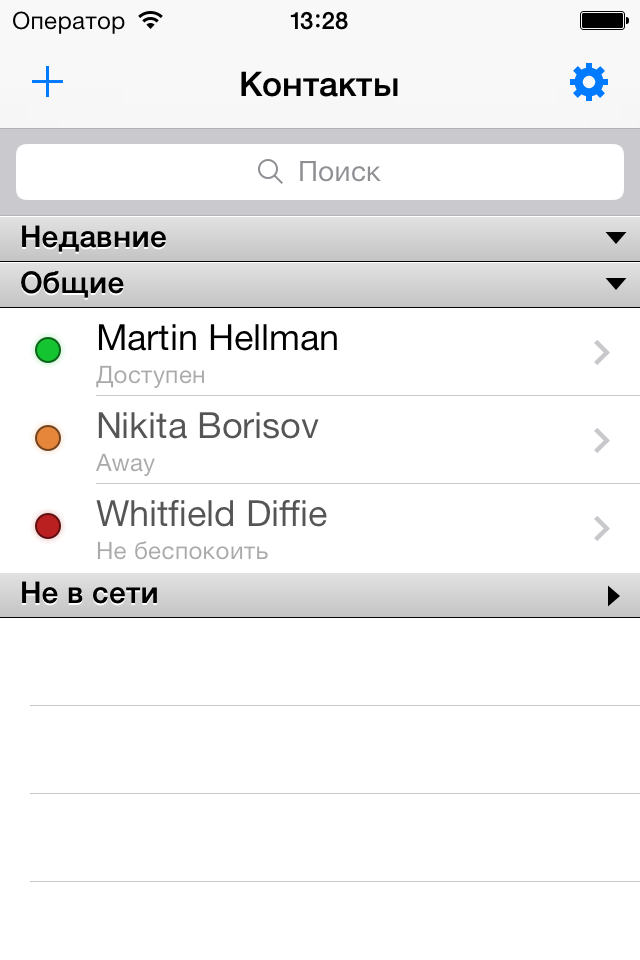 Оператор 13:28
Контакты
Поиск
Недавние
Общие
Martin Hellman
Доступен
Nikita Borisov
Away
Whitfield Diffie
Не беспокоить
Не в сети